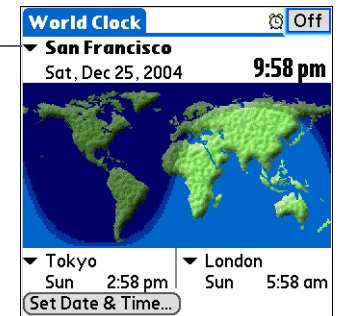 World Clock Off
San Francisco
Sat, Dec 25, 2004 9:58 pm
Tokyo London
Sun 2:58 pm Sun 5:58 am
Set Date & Time...